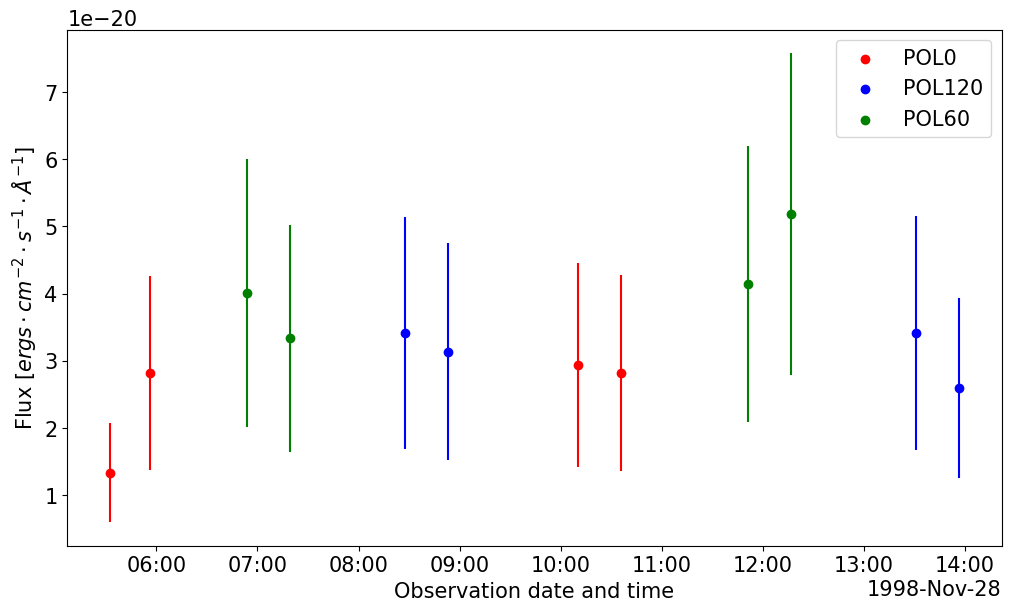 1e−20
POL0
POL120
POL60
7
6
5
4
3
2
1
Flux [ergs · cm⁻² · s⁻¹ · Å⁻¹]
06:00 07:00 08:00 09:00 10:00 11:00 12:00 13:00 14:00
Observation date and time
1998-Nov-28